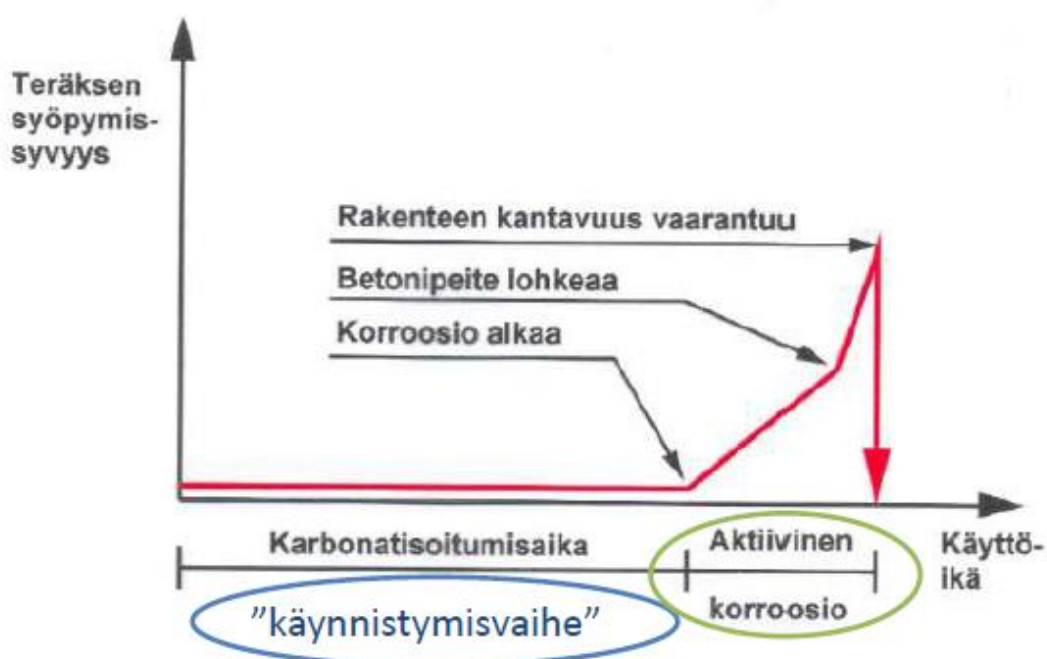 Teräksen
syöpymis-
syvyys
Rakenteen kantavuus vaarantuu
Betonipeite lohkeaa
Korroosio alkaa
Karbonatisoitumisaika
Aktiivinen
korroosio
Käyttö-
ikä
”käynnistymisvaihe”